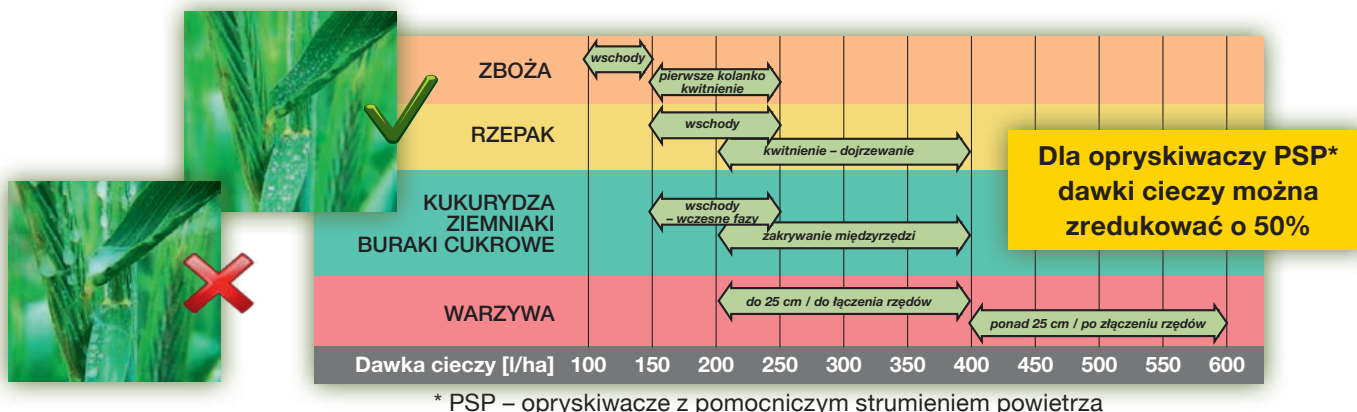 ZBOŻA
wschody
pierwsze kolanko
kwitnienie
RZEPAK
wschody
kwitnienie – dojrzewanie
KUKURYDZA
ZIEMNIAKI
BURAKI CUKROWE
wschody
– wczesne fazy
zakrywanie międzyrzędzi
WARZYWA
do 25 cm / do łączenia rzędów
ponad 25 cm / po złączeniu rzędów
Dawka cieczy [l/ha] 100 150 200 250 300 350 400 450 500 550 600
Dla opryskiwaczy PSP*
dawki cieczy można
zredukować o 50%
* PSP – opryskiwacze z pomocniczym strumieniem powietrza